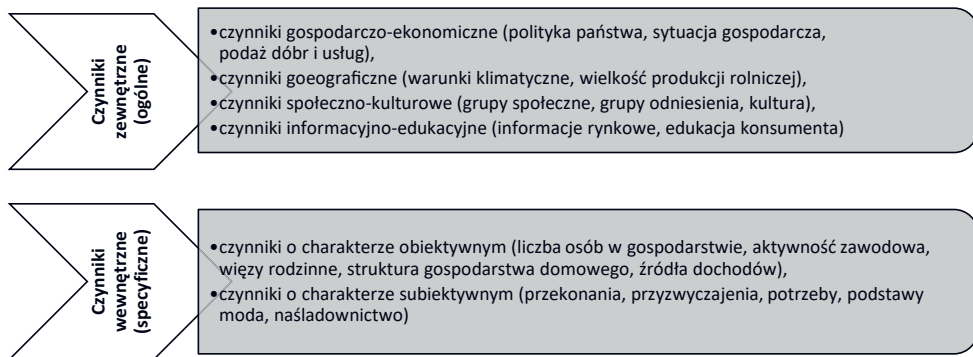 Czynniki
zewnętrzne
(ogólne)
•czynniki gospodarczo-ekonomiczne (polityka państwa, sytuacja gospodarcza,
podaż dóbr i usług),
•czynniki goeograficzne (warunki klimatyczne, wielkość produkcji rolniczej),
•czynniki społeczno-kulturowe (grupy społeczne, grupy odniesienia, kultura),
•czynniki informacyjno-edukacyjne (informacje rynkowe, edukacja konsumenta)
Czynniki
wewnętrzne
(specyficzne)
•czynniki o charakterze obiektywnym (liczba osób w gospodarstwie, aktywność zawodowa,
więzy rodzinne, struktura gospodarstwa domowego, źródła dochodów),
•czynniki o charakterze subiektywnym (przekonania, przyzwyczajenia, potrzeby, podstawy
moda, naśladownictwo)